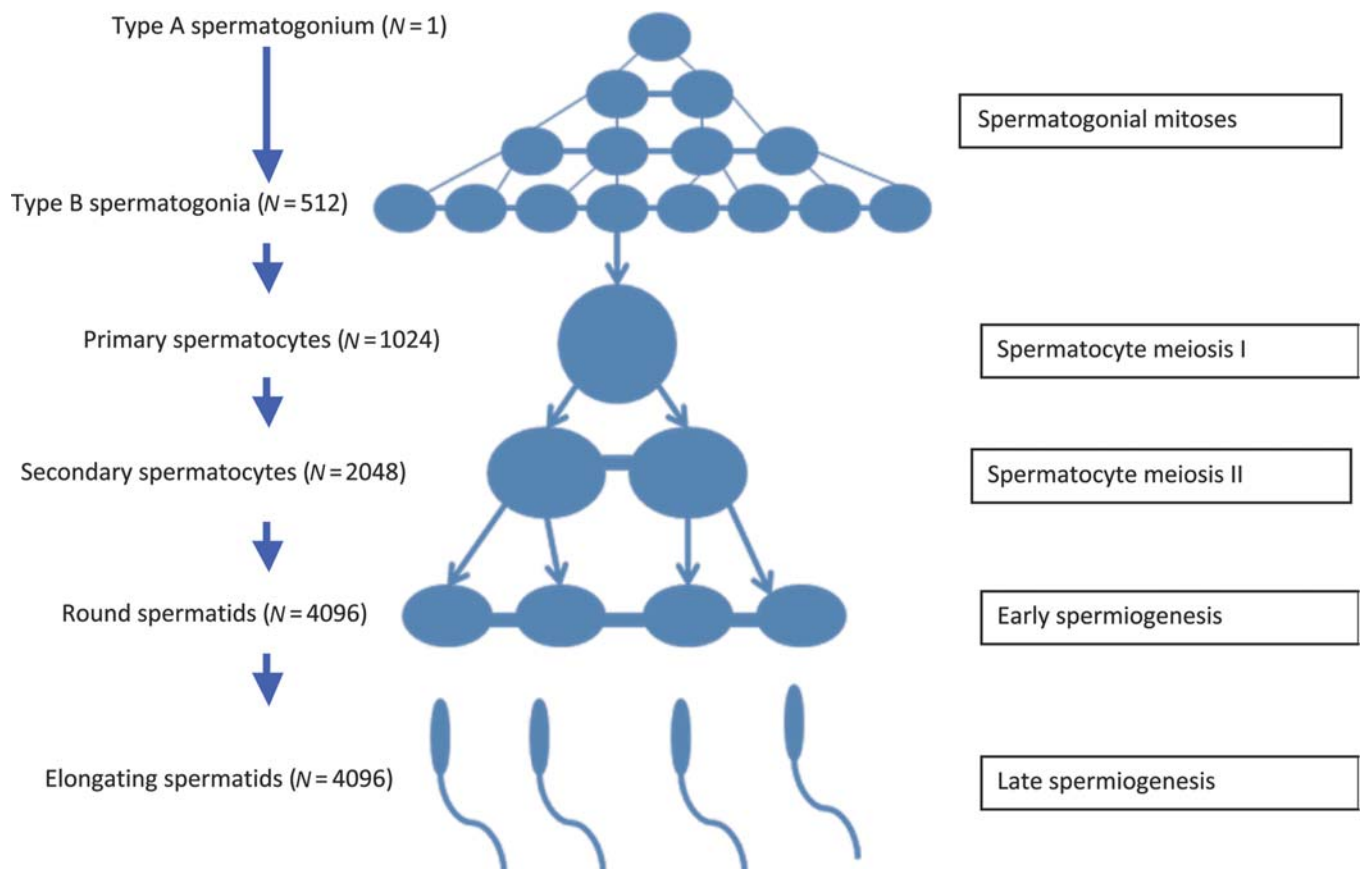 Type A spermatogonium (N = 1)
Spermatogonial mitoses
Type B spermatogonia (N = 512)
Primary spermatocytes (N = 1024)
Spermatocyte meiosis I
Secondary spermatocytes (N = 2048)
Spermatocyte meiosis II
Round spermatids (N = 4096)
Early spermiogenesis
Elongating spermatids (N = 4096)
Late spermiogenesis